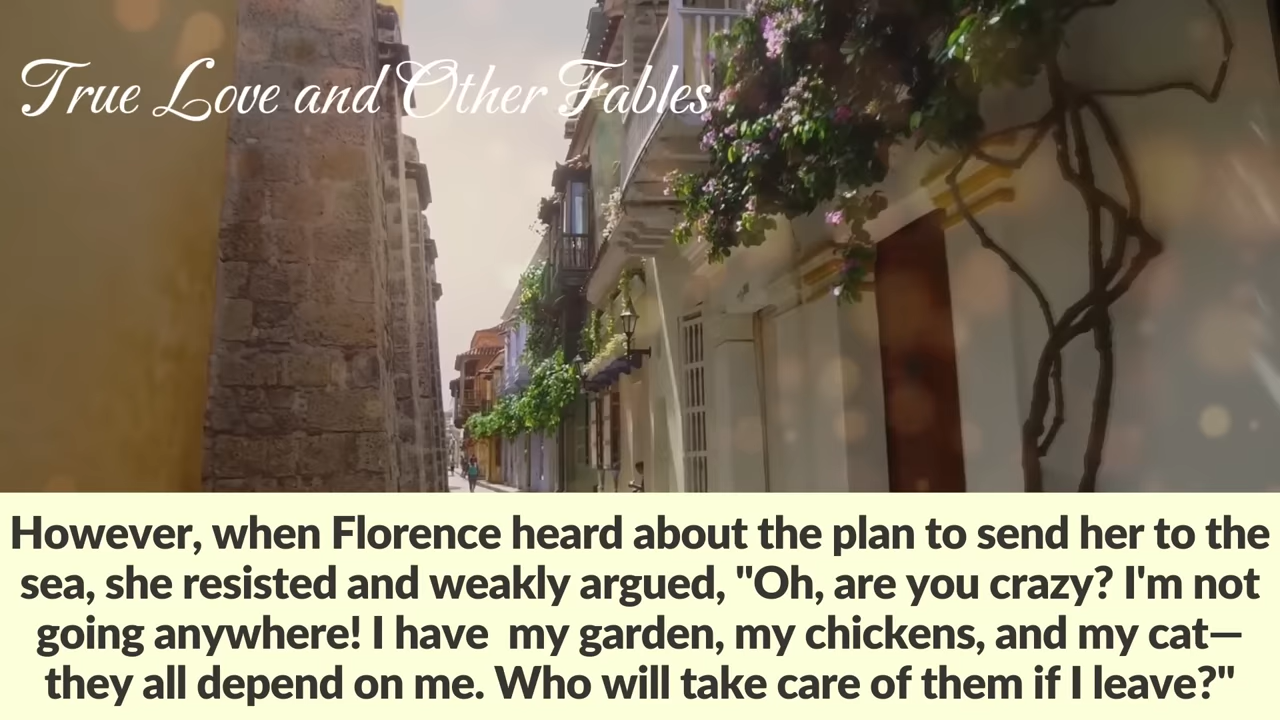 True Love and Other Fables
However, when Florence heard about the plan to send her to the
sea, she resisted and weakly argued, "Oh, are you crazy? I'm not
going anywhere! I have  my garden, my chickens, and my cat—
they all depend on me. Who will take care of them if I leave?"